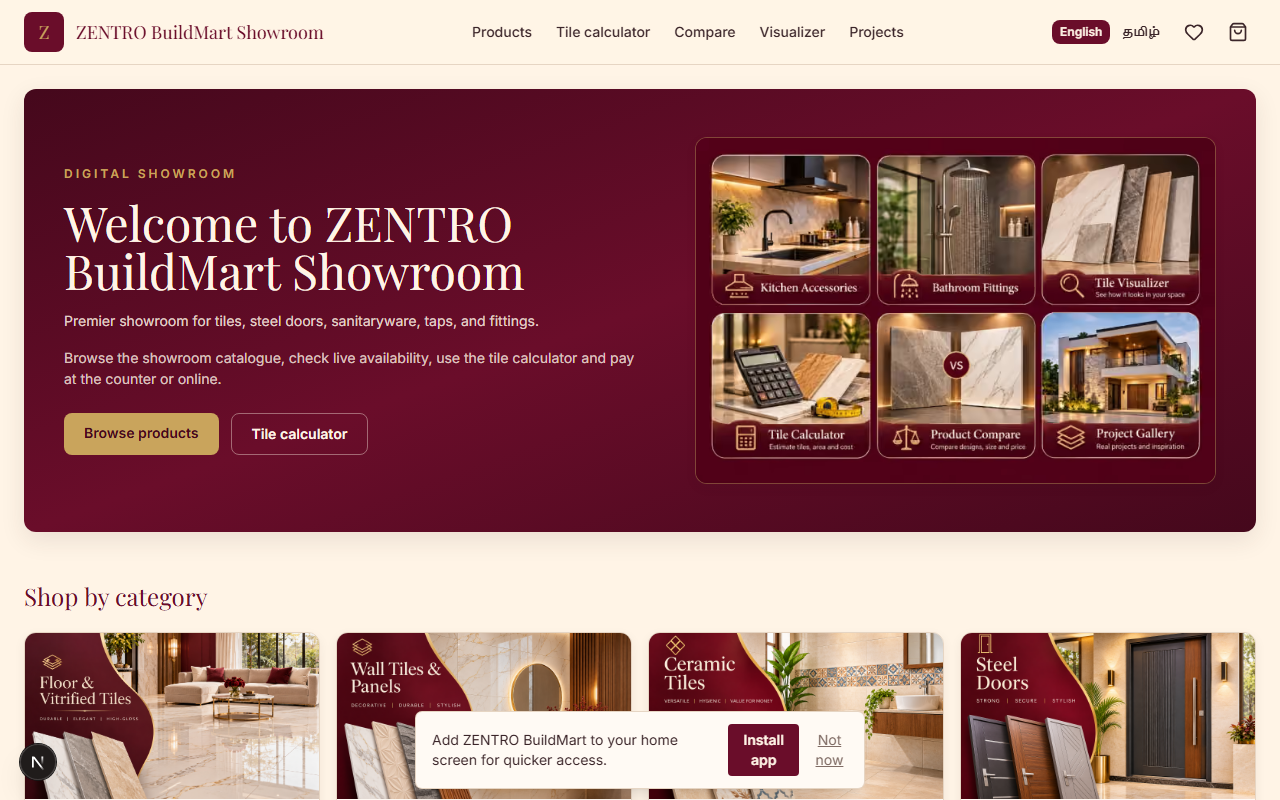 Z
ZENTRO BuildMart Showroom
Products
Tile calculator
Compare
Visualizer
Projects
English
தமிழ்
DIGITAL SHOWROOM
Welcome to ZENTRO
BuildMart Showroom
Premier showroom for tiles, steel doors, sanitaryware, taps, and fittings.
Browse the showroom catalogue, check live availability, use the tile calculator and pay
at the counter or online.
Browse products
Tile calculator
Kitchen Accessories
Bathroom Fittings
Tile Visualizer
See how it looks in your space
VS
Tile Calculator
Estimate tiles, area and cost
Product Compare
Compare designs, size and price
Project Gallery
Real projects and inspiration
Shop by category
Floor &
Vitrified Tiles
DURABLE | ELEGANT | HIGH-GLOSS
Wall Tiles &
Panels
DECORATIVE | DURABLE | STYLISH
Ceramic
Tiles
VERSATILE | HYGIENIC | VALUE FOR MONEY
Steel
Doors
STRONG | SECURE | STYLISH
Add ZENTRO BuildMart to your home
screen for quicker access.
Install
app
Not
now
N